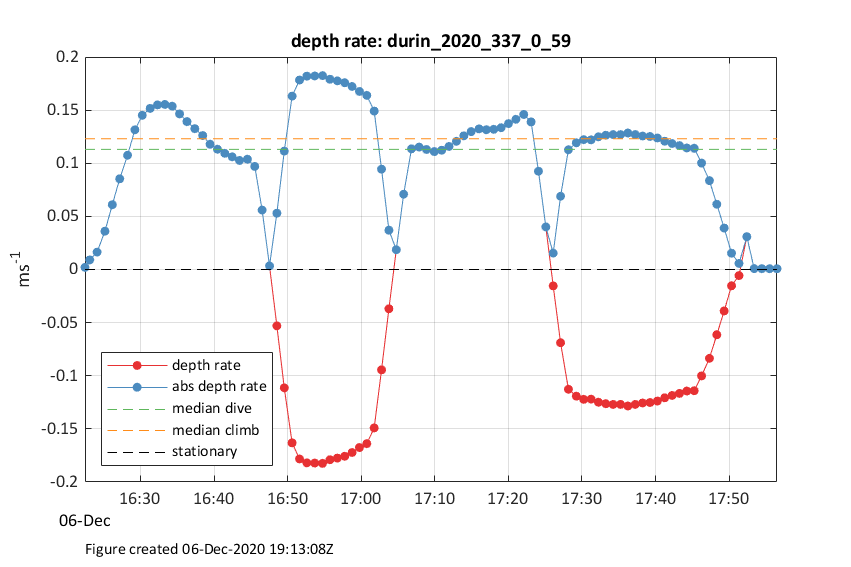 depth rate: durin_2020_337_0_59
0.2
0.15
0.1
0.05
0
-0.05
-0.1
-0.15
-0.2
ms-1
depth rate
abs depth rate
median dive
median climb
stationary
16:30 16:40 16:50 17:00 17:10 17:20 17:30 17:40 17:50
06-Dec
Figure created 06-Dec-2020 19:13:08Z